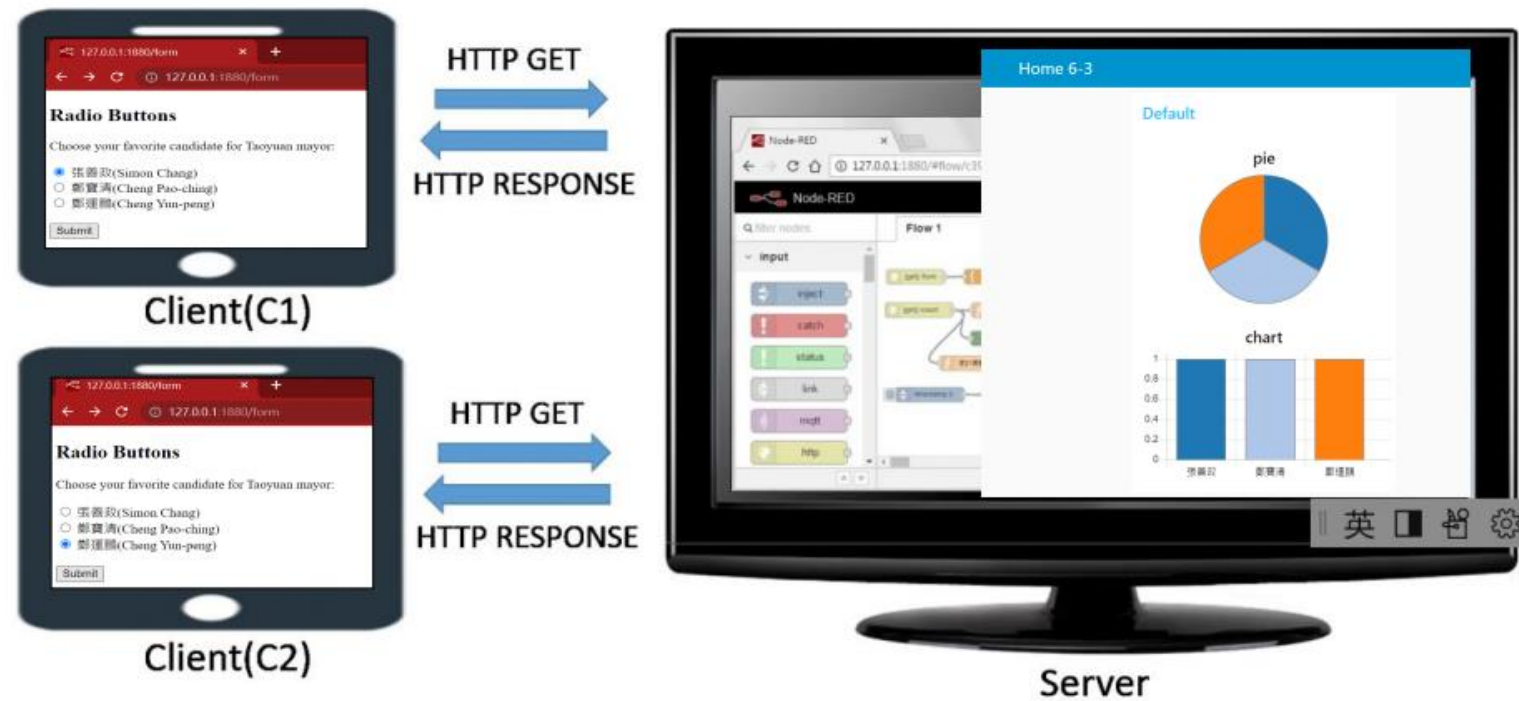 127.0.0.1:1880/form
127.0.0.1:1880/form
Radio Buttons
Choose your favorite candidate for Taoyuan mayor:
張善政(Simon Chang)
鄭寶清(Cheng Pao-ching)
鄭運鵬(Cheng Yun-peng)
Submit
Client(C1)
HTTP GET
HTTP RESPONSE
127.0.0.1:1880/form
127.0.0.1:1880/form
Radio Buttons
Choose your favorite candidate for Taoyuan mayor:
張善政(Simon Chang)
鄭寶清(Cheng Pao-ching)
鄭運鵬(Cheng Yun-peng)
Submit
Client(C2)
HTTP GET
HTTP RESPONSE
Node-RED
127.0.0.1:1880/#flow/c39
Node-RED
filter nodes
Flow 1
input
inject
catch
status
link
mqtt
http
Home 6-3
Default
pie
chart
1
0.8
0.6
0.4
0.2
0
張善政 鄭寶清 鄭運鵬
英
Server